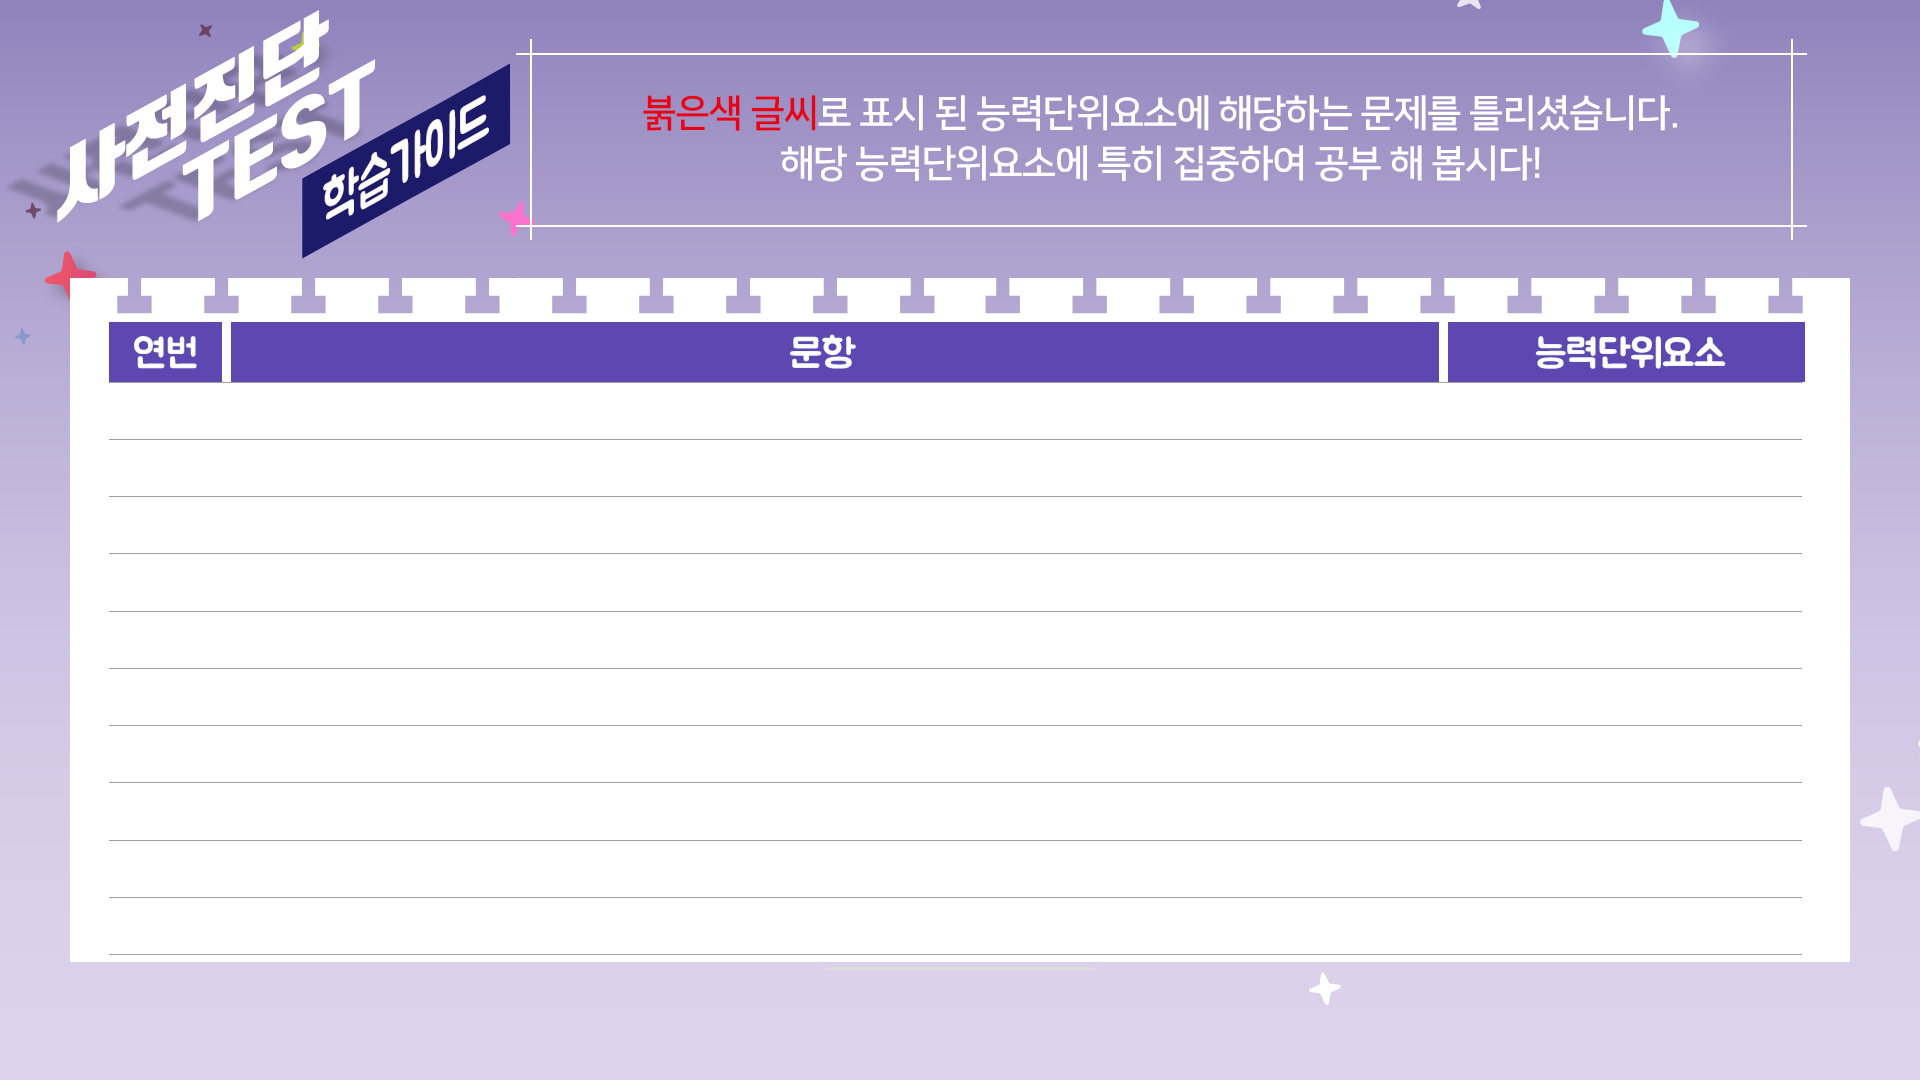 사전진단
TEST
학습가이드
붉은색 글씨로 표시 된 능력단위요소에 해당하는 문제를 틀리셨습니다.
해당 능력단위요소에 특히 집중하여 공부 해 봅시다!
연번 문항 능력단위요소